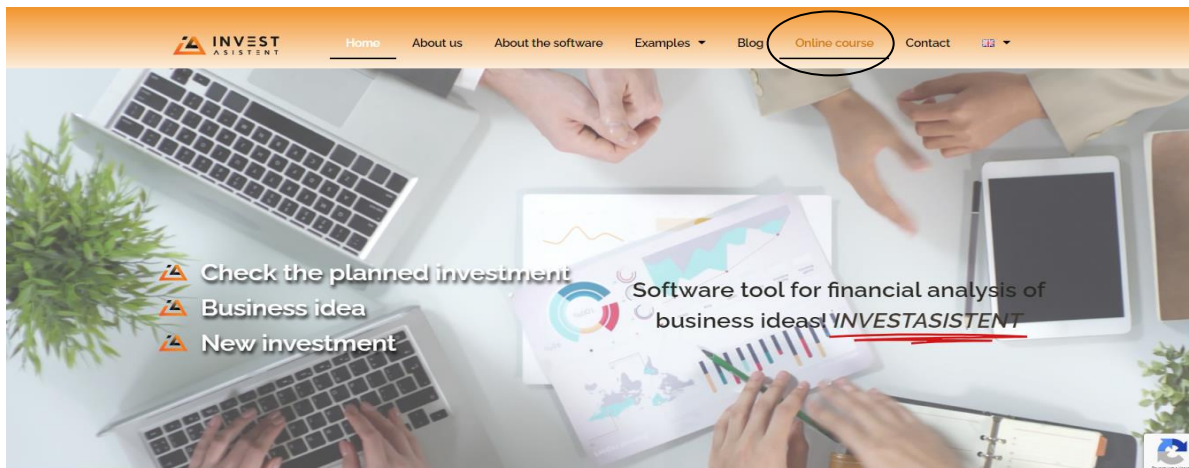 INVEST
ASISTENT
Home About us About the software Examples Blog Online course Contact
Check the planned investment
Business idea
New investment
Software tool for financial analysis of
business ideas! INVESTASISTENT